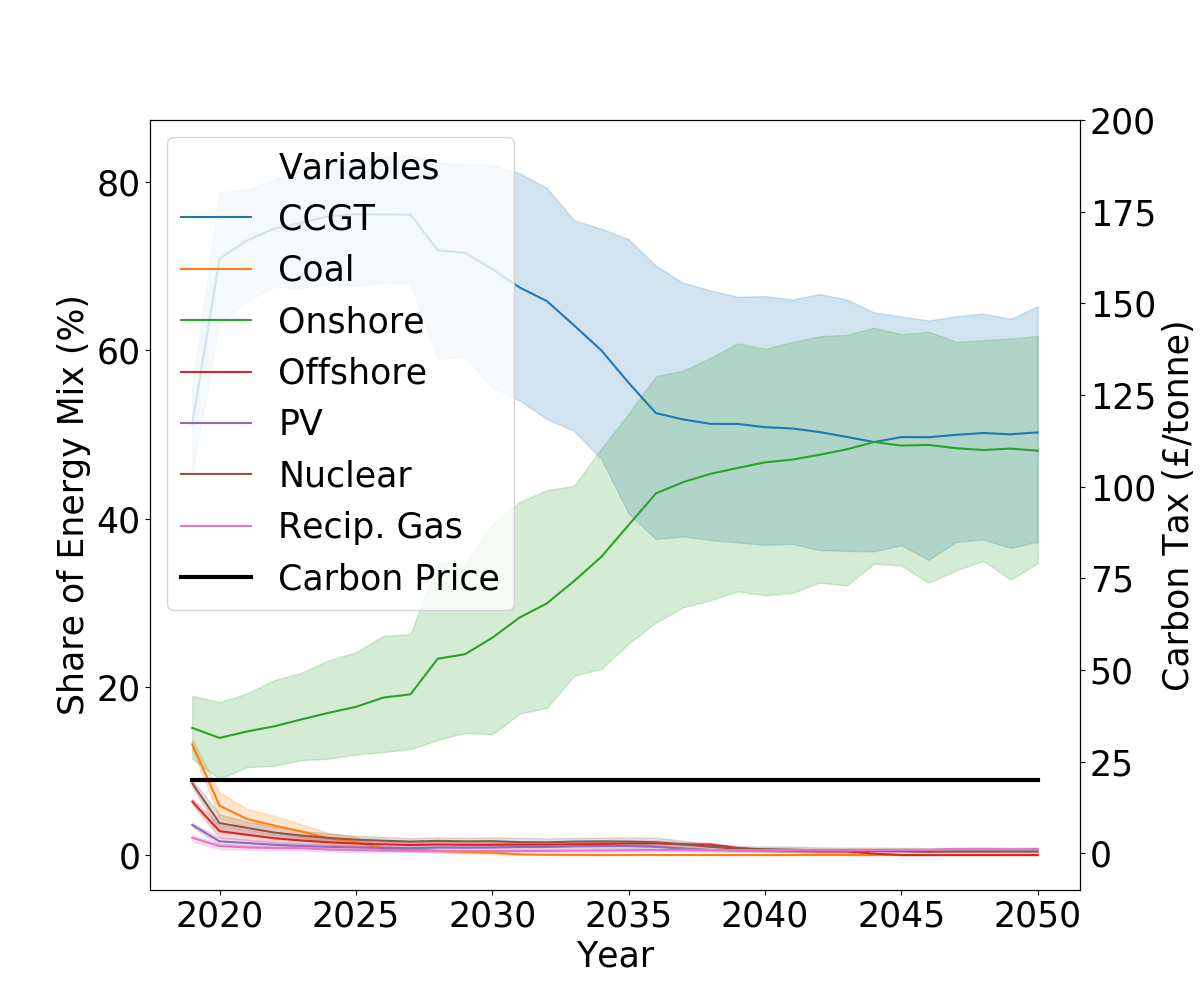 Share of Energy Mix (%)
80
60
40
20
0
Variables
CCGT
Coal
Onshore
Offshore
PV
Nuclear
Recip. Gas
Carbon Price
200
175
150
125
100
75
50
25
0
Carbon Tax (£/tonne)
2020 2025 2030 2035 2040 2045 2050
Year